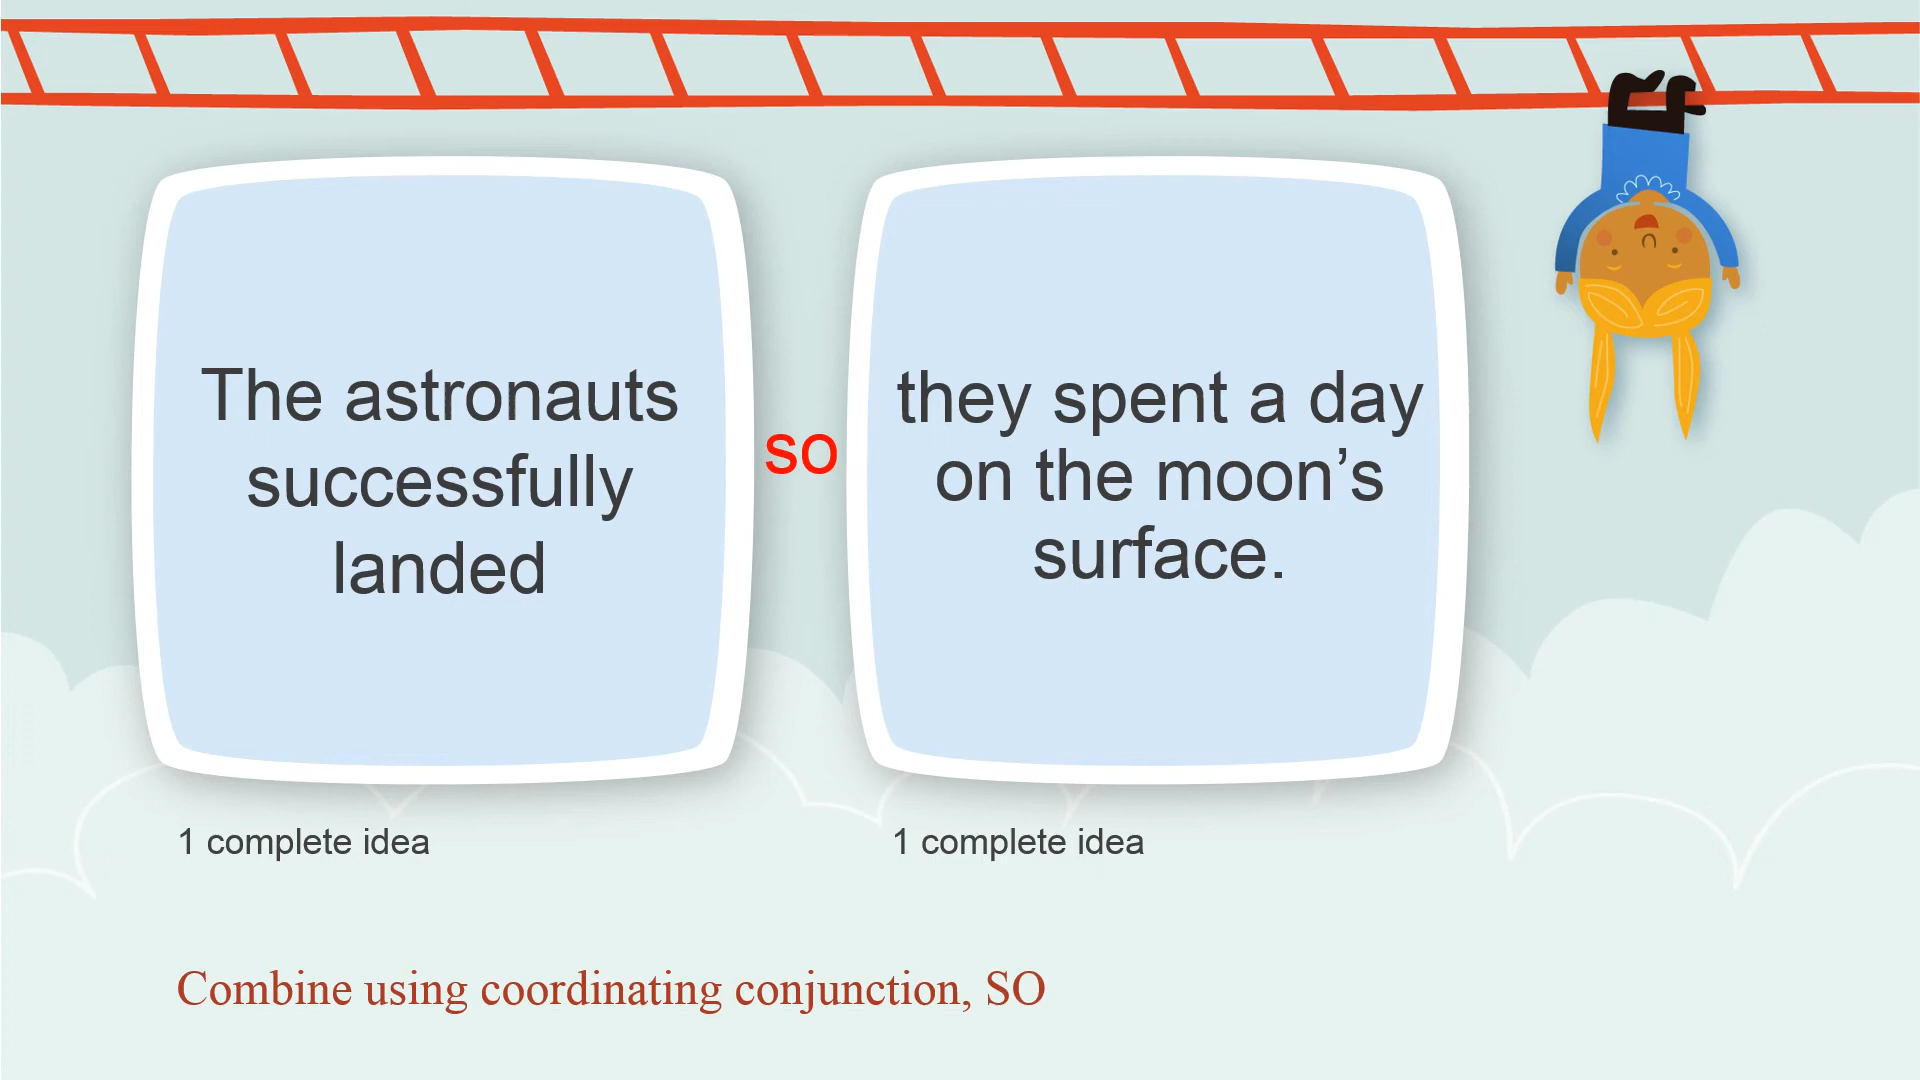 The astronauts
successfully
landed
so
they spent a day
on the moon’s
surface.
1 complete idea
1 complete idea
Combine using coordinating conjunction, SO